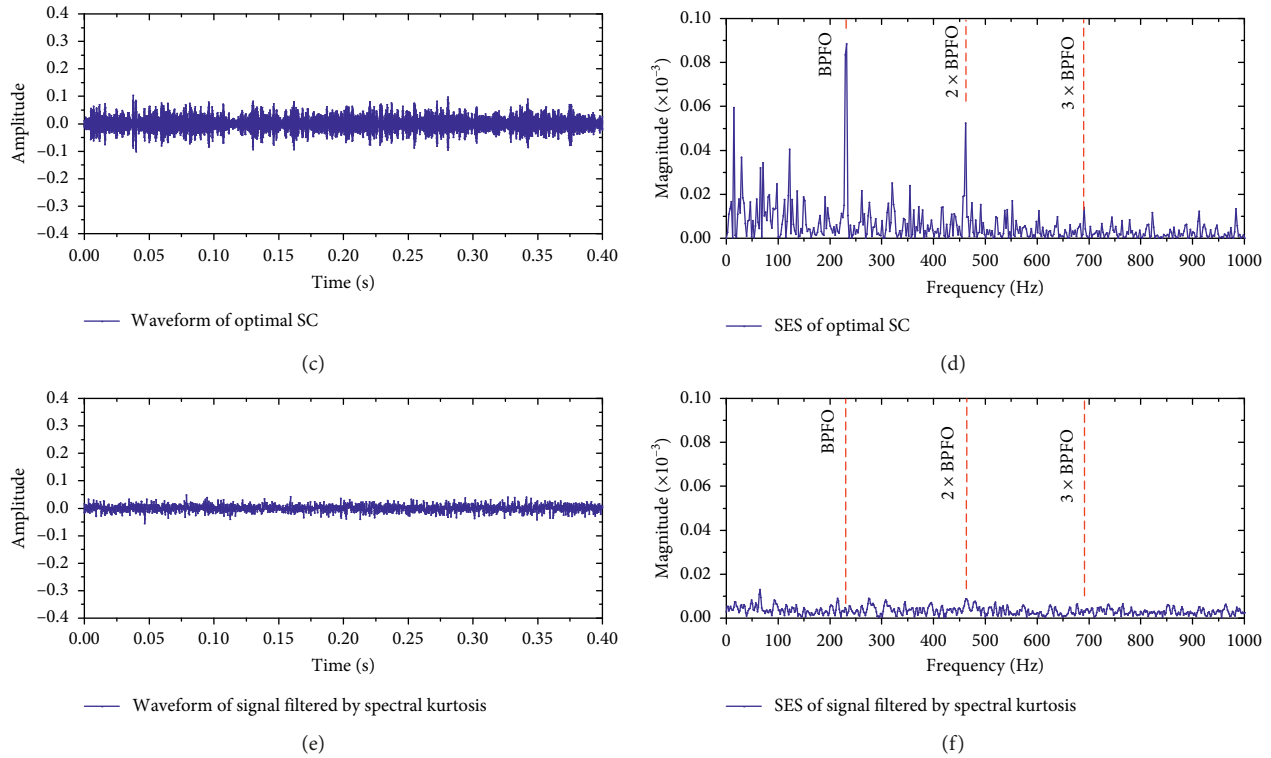 0.4
0.3
0.2
0.1
0.0
−0.1
−0.2
−0.3
−0.4
Amplitude
0.00 0.05 0.10 0.15 0.20 0.25 0.30 0.35 0.40
Time (s)
Waveform of optimal SC
(c)
0.10
0.08
0.06
0.04
0.02
0.00
Magnitude (×10⁻³)
BPFO
2 × BPFO
3 × BPFO
0 100 200 300 400 500 600 700 800 900 1000
Frequency (Hz)
SES of optimal SC
(d)
0.4
0.3
0.2
0.1
0.0
−0.1
−0.2
−0.3
−0.4
Amplitude
0.00 0.05 0.10 0.15 0.20 0.25 0.30 0.35 0.40
Time (s)
Waveform of signal filtered by spectral kurtosis
(e)
0.10
0.08
0.06
0.04
0.02
0.00
Magnitude (×10⁻³)
BPFO
2 × BPFO
3 × BPFO
0 100 200 300 400 500 600 700 800 900 1000
Frequency (Hz)
SES of signal filtered by spectral kurtosis
(f)